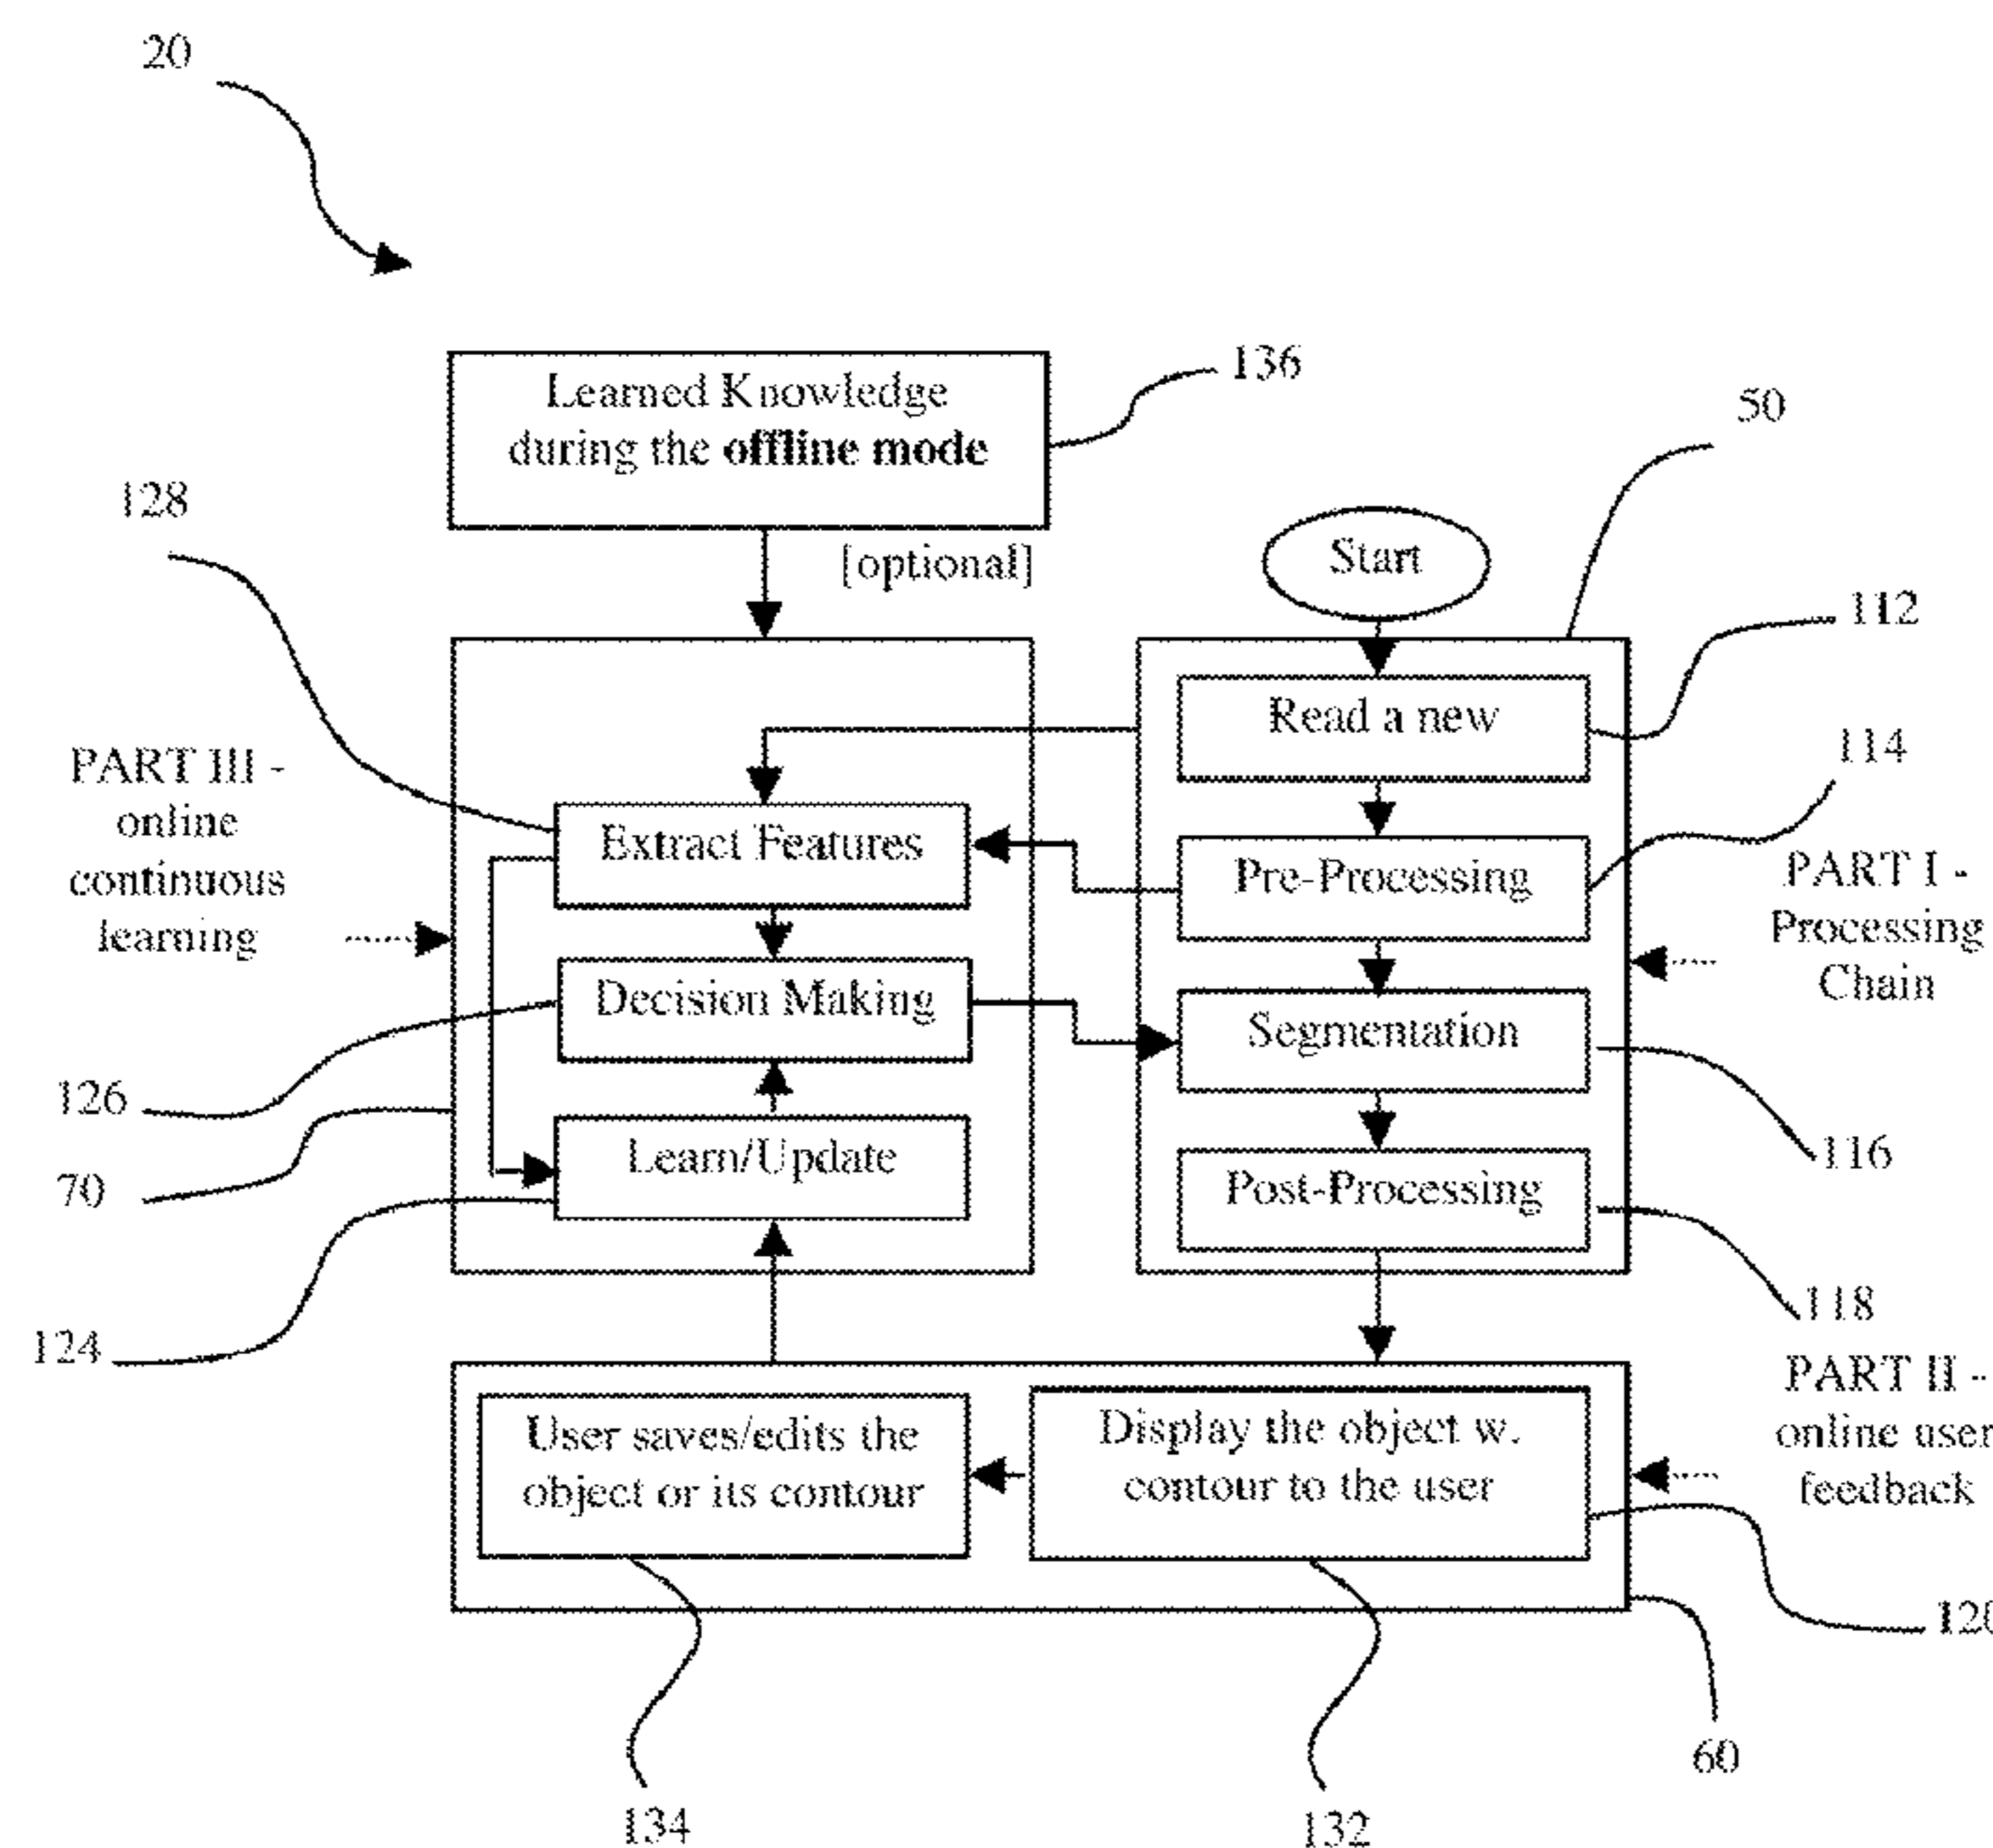 20
Learned Knowledge
during the offline mode
136
50
128
[optional]
Start
112
Read a new
114
PART III -
online
continuous
learning
Extract Features
Pre-Processing
PART I -
Processing
Chain
Decision Making
Segmentation
126
116
Learn/Update
Post-Processing
70
118
124
PART II -
online user
feedback
User saves/edits the
object or its contour
Display the object w.
contour to the user
120
60
134
132